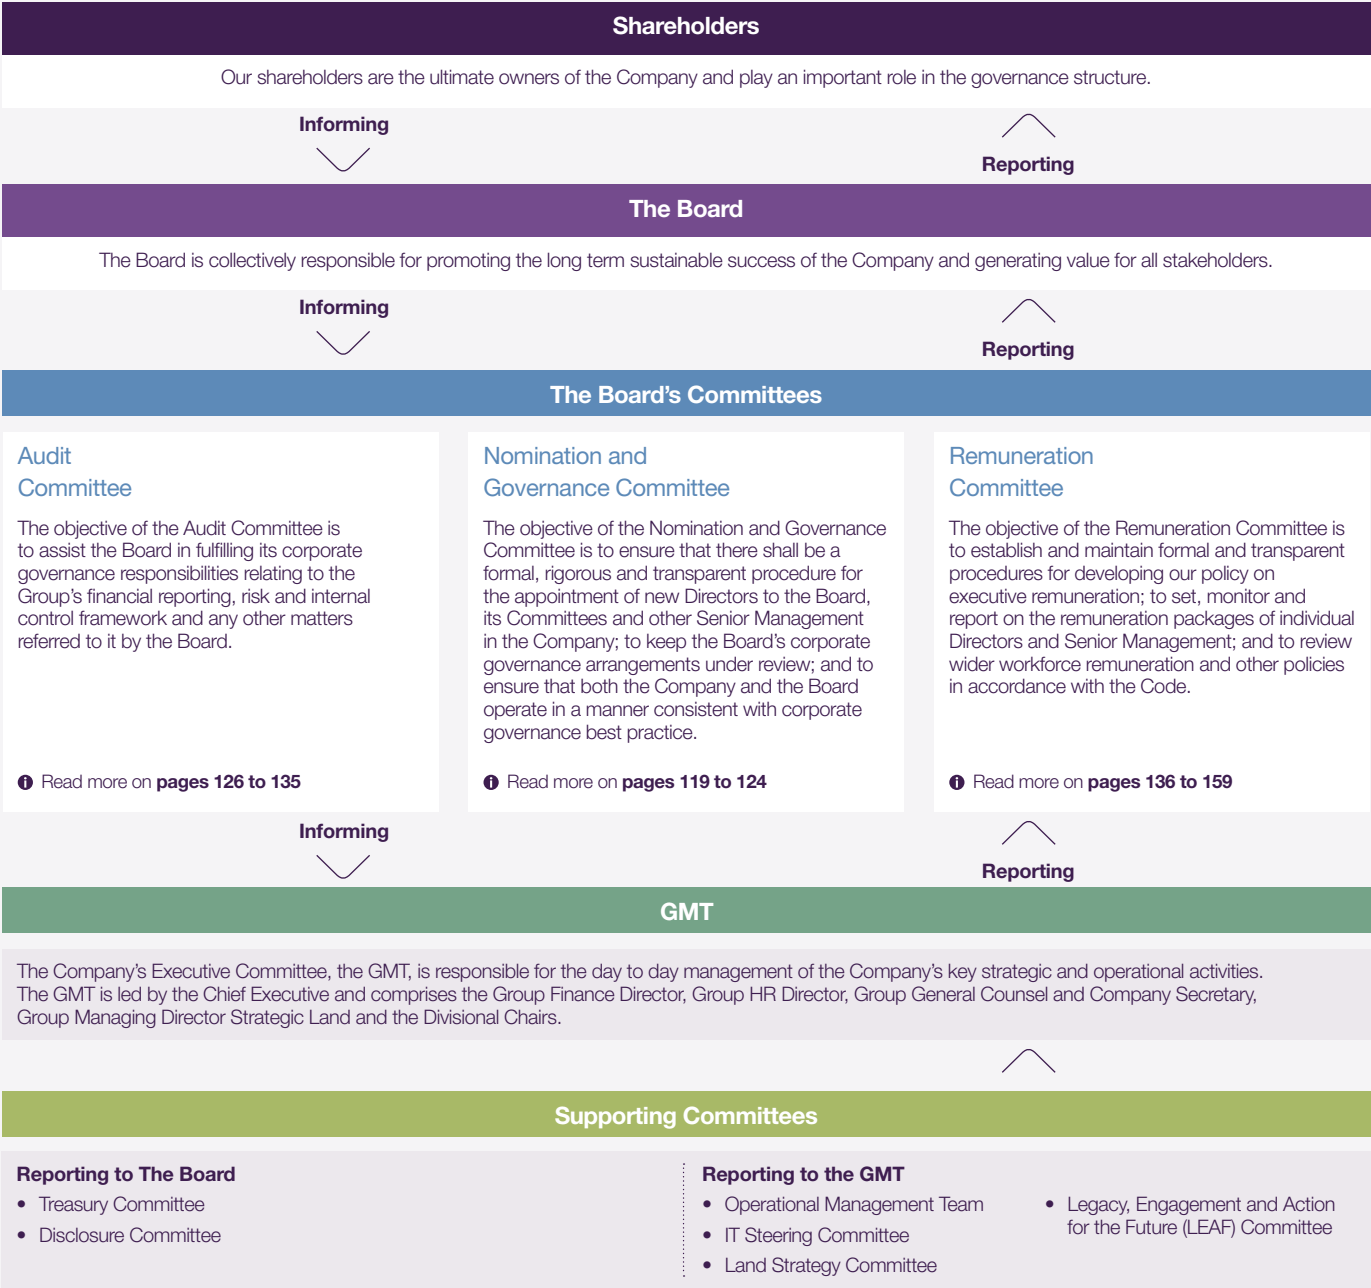 Shareholders
Our shareholders are the ultimate owners of the Company and play an important role in the governance structure.
Informing
Reporting
The Board
The Board is collectively responsible for promoting the long term sustainable success of the Company and generating value for all stakeholders.
Informing
Reporting
The Board's Committees
Audit
Committee
The objective of the Audit Committee is
to assist the Board in fulfilling its corporate
governance responsibilities relating to the
Group's financial reporting, risk and internal
control framework and any other matters
referred to it by the Board.
Read more on pages 126 to 135
Nomination and
Governance Committee
The objective of the Nomination and Governance
Committee is to ensure that there shall be a
formal, rigorous and transparent procedure for
the appointment of new Directors to the Board,
its Committees and other Senior Management
in the Company; to keep the Board's corporate
governance arrangements under review; and to
ensure that both the Company and the Board
operate in a manner consistent with corporate
governance best practice.
Read more on pages 119 to 124
Remuneration
Committee
The objective of the Remuneration Committee is
to establish and maintain formal and transparent
procedures for developing our policy on
executive remuneration; to set, monitor and
report on the remuneration packages of individual
Directors and Senior Management; and to review
wider workforce remuneration and other policies
in accordance with the Code.
Read more on pages 136 to 159
Informing
Reporting
GMT
The Company's Executive Committee, the GMT, is responsible for the day to day management of the Company's key strategic and operational activities.
The GMT is led by the Chief Executive and comprises the Group Finance Director, Group HR Director, Group General Counsel and Company Secretary,
Group Managing Director Strategic Land and the Divisional Chairs.
Supporting Committees
Reporting to The Board
• Treasury Committee
• Disclosure Committee
Reporting to the GMT
• Operational Management Team
• IT Steering Committee
• Land Strategy Committee
• Legacy, Engagement and Action
for the Future (LEAF) Committee